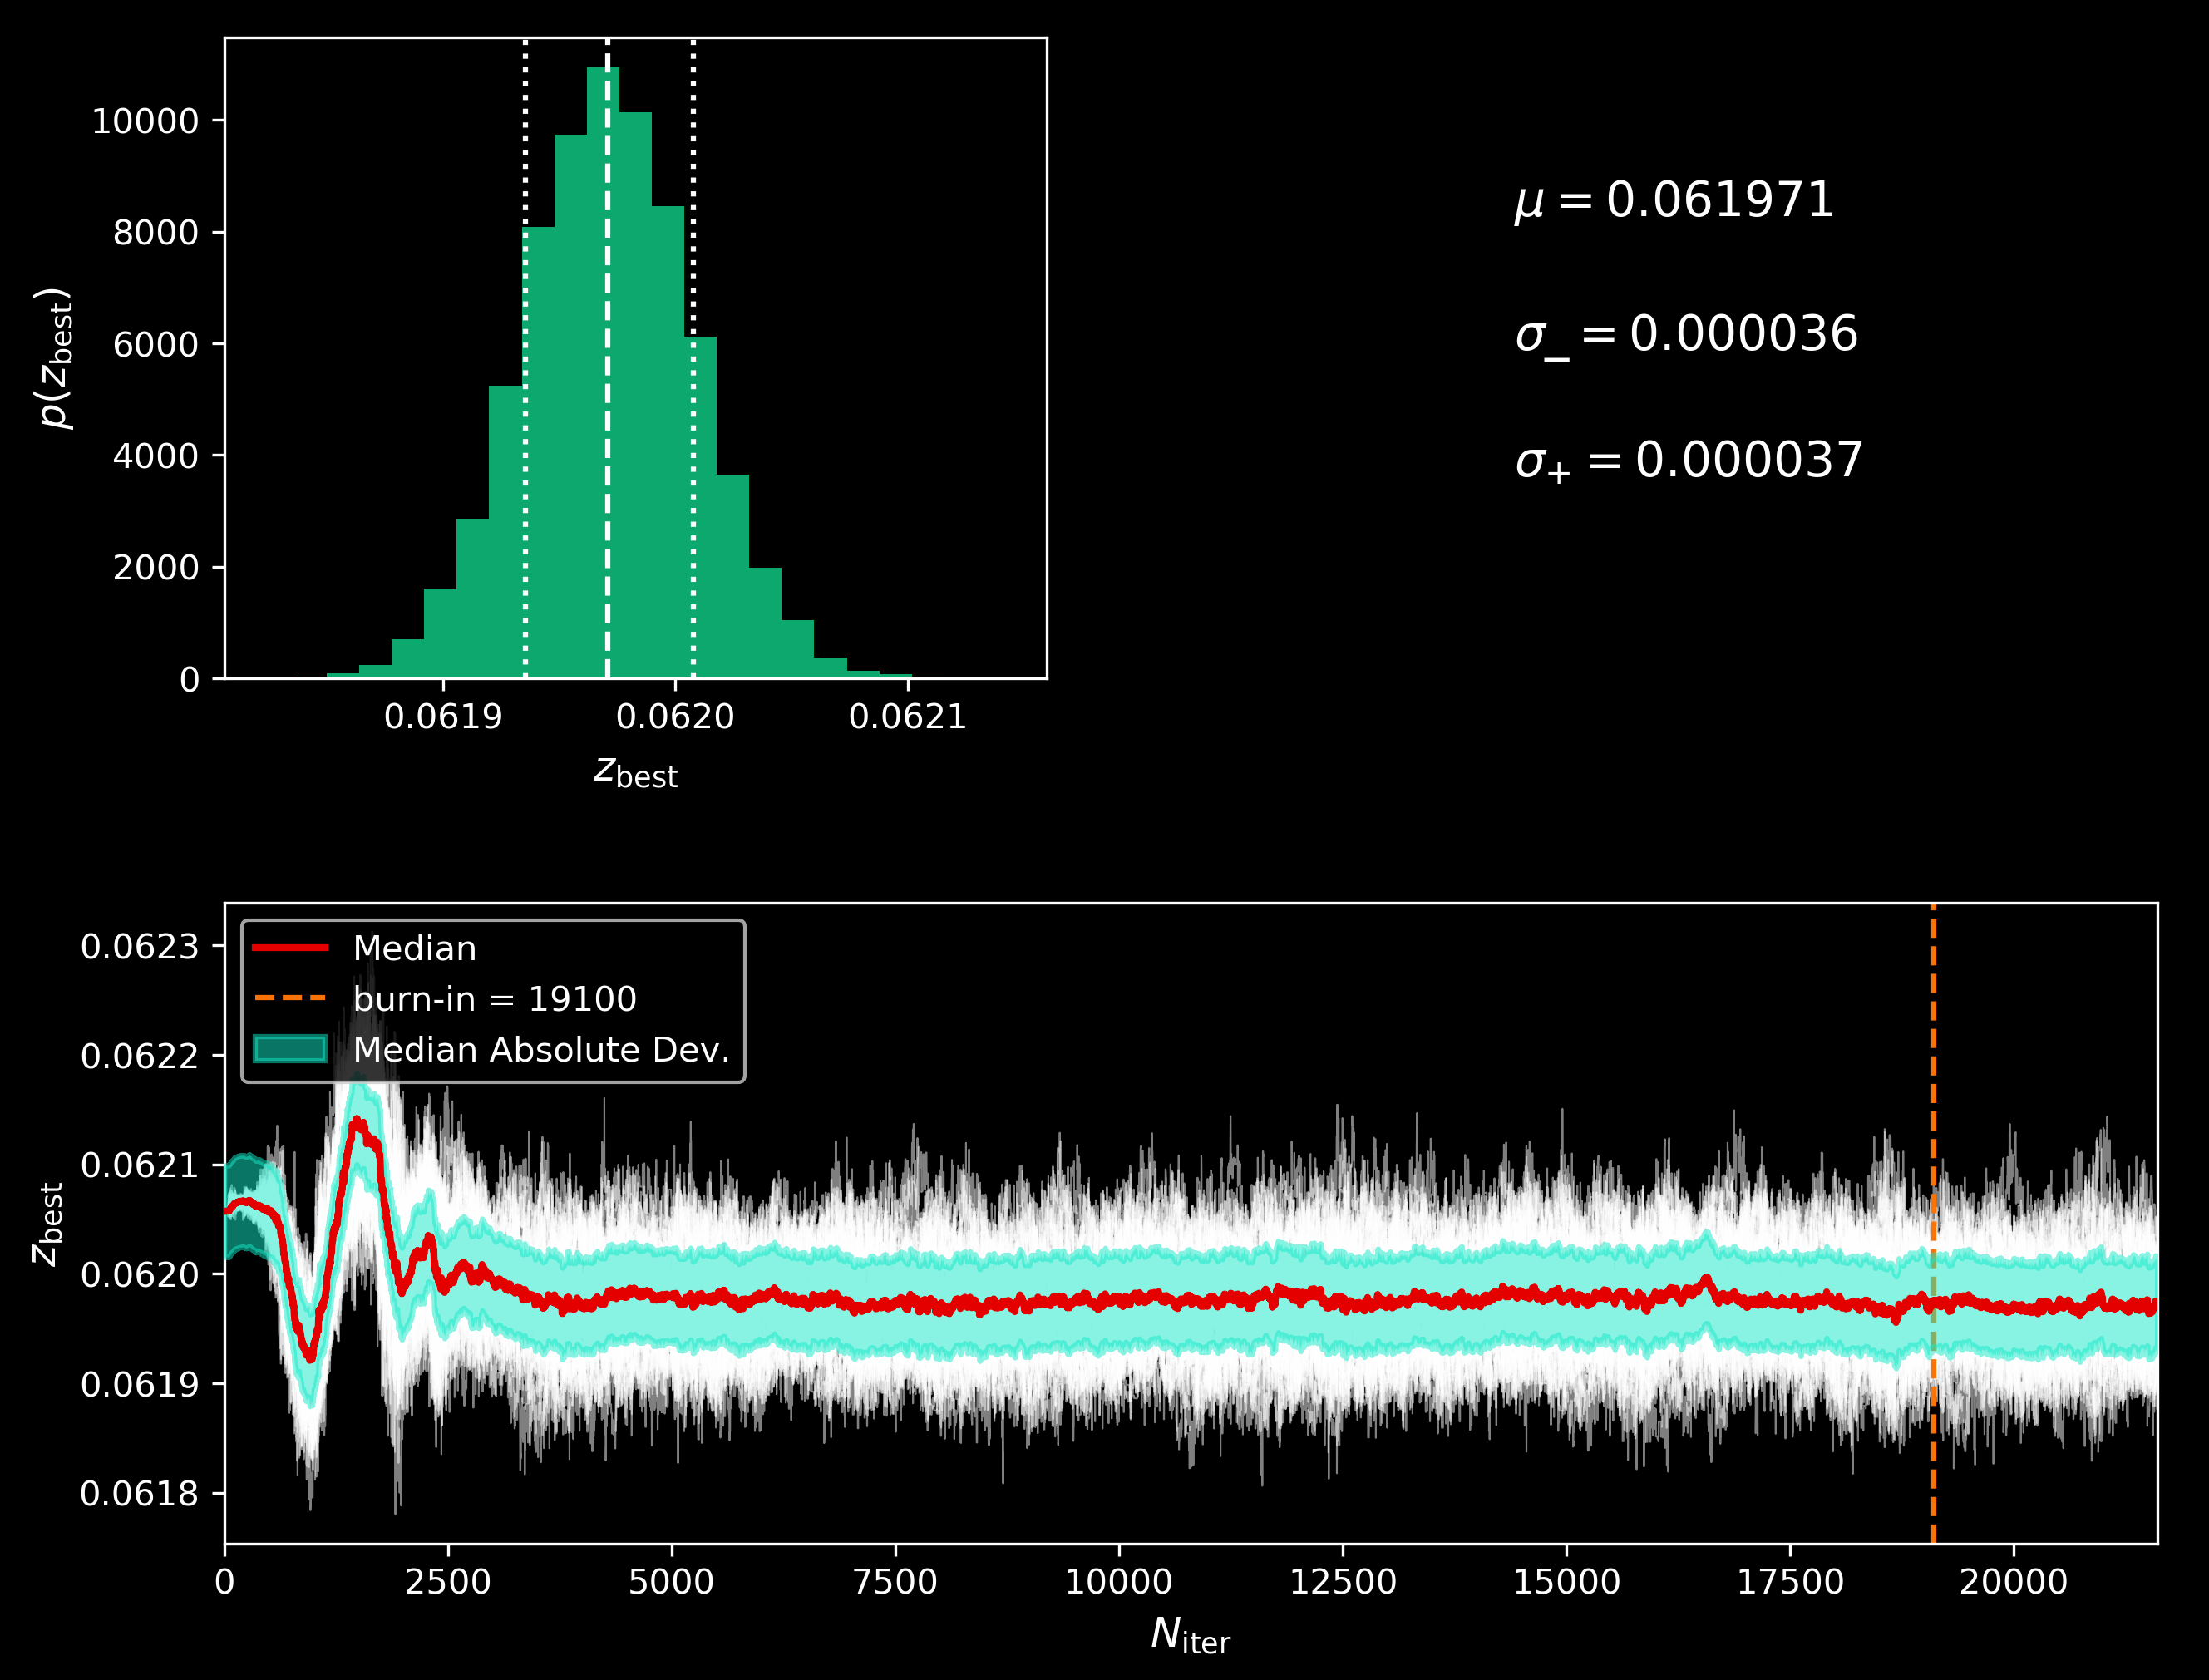 10000
8000
6000
4000
2000
0
p(z_best)
0.0619 0.0620 0.0621
z_best
μ = 0.061971
σ_− = 0.000036
σ_+ = 0.000037
Median
burn-in = 19100
Median Absolute Dev.
0.0623
0.0622
0.0621
0.0620
0.0619
0.0618
z_best
0 2500 5000 7500 10000 12500 15000 17500 20000
N_iter